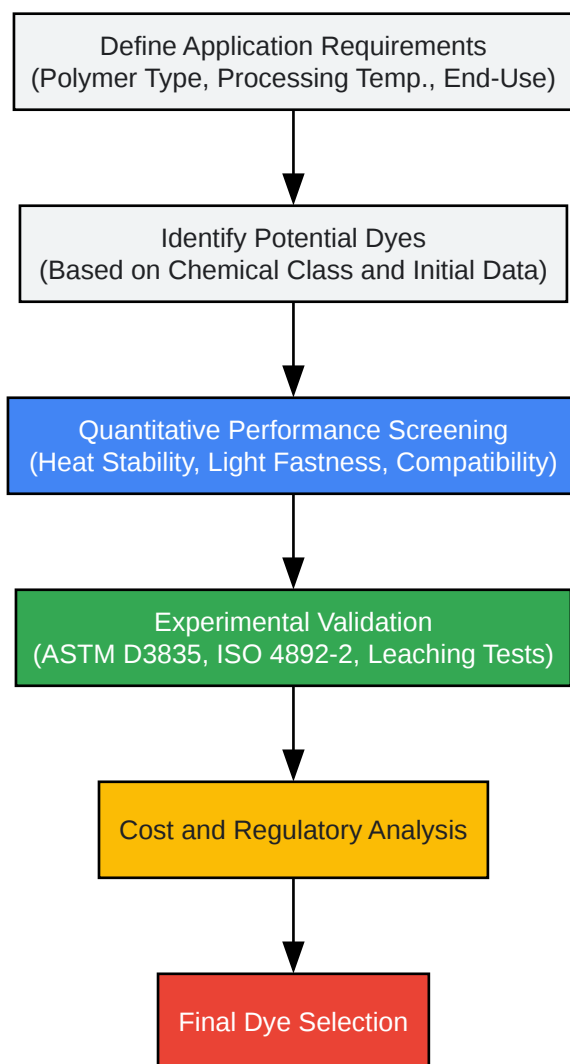 Define Application Requirements
(Polymer Type, Processing Temp., End-Use)
Identify Potential Dyes
(Based on Chemical Class and Initial Data)
Quantitative Performance Screening
(Heat Stability, Light Fastness, Compatibility)
Experimental Validation
(ASTM D3835, ISO 4892-2, Leaching Tests)
Cost and Regulatory Analysis
Final Dye Selection